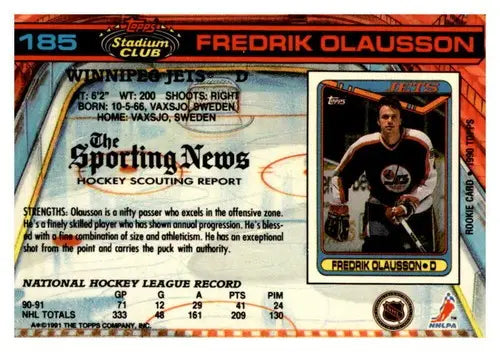 185
Topps
Stadium
CLUB
FREDRIK OLAUSSON
WINNIPEG JETS D
HT: 6'2" WT: 200 SHOOTS: RIGHT
BORN: 10-5-66, VAXSJO, SWEDEN
HOME: VAXSJO, SWEDEN
The
Sporting News
HOCKEY SCOUTING REPORT
STRENGTHS: Olausson is a nifty passer who excels in the offensive zone.
He's a finely skilled player who has shown annual progression. He's bless-
ed with a fine combination of size and athleticism. He has an exceptional
shot from the point and carries the puck with authority.
JETS
Topps
JETS
FREDRIK OLAUSSON • D
ROOKIE CARD • 1990 TOPPS
NATIONAL HOCKEY LEAGUE RECORD
GP G A PTS PIM
90-91 71 12 29 41 24
NHL TOTALS 333 48 161 209 130
A*©1991 THE TOPPS COMPANY, INC.
NHL
NHLPA